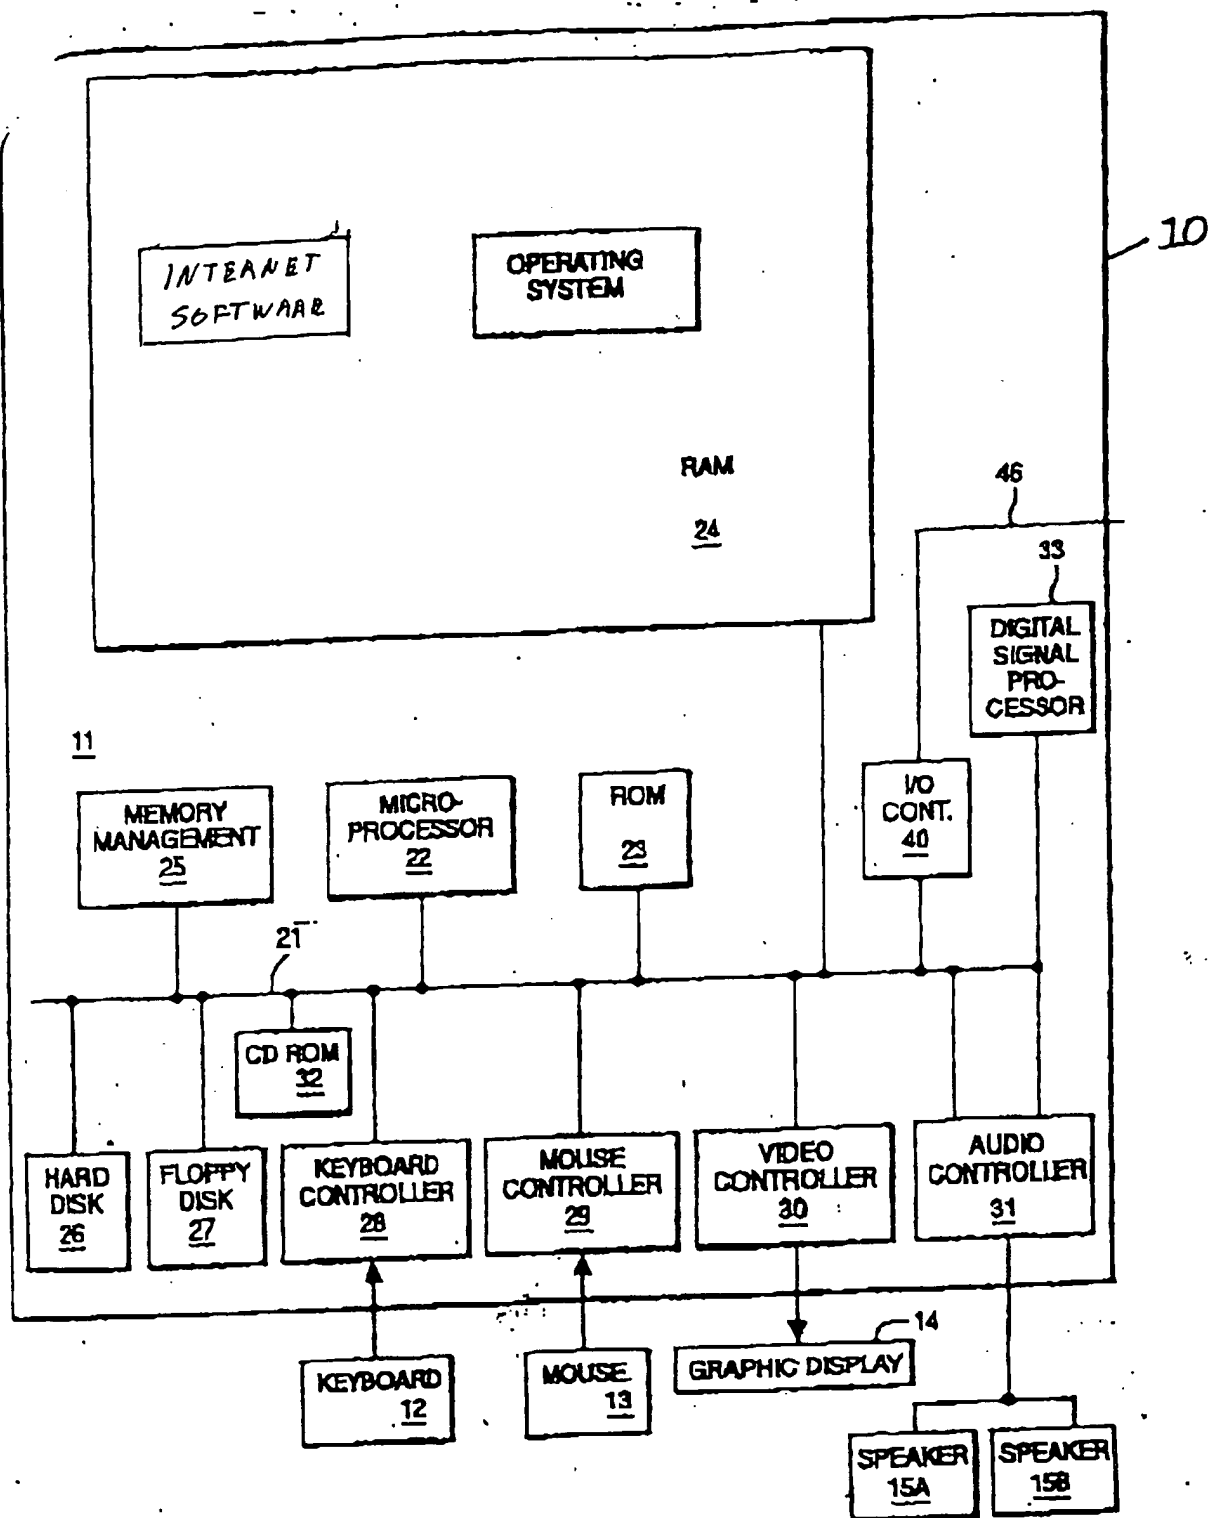 10
INTERNET
SOFTWARE
OPERATING
SYSTEM
RAM
24
46
33
DIGITAL
SIGNAL
PRO-
CESSOR
11
MEMORY
MANAGEMENT
25
MICRO-
PROCESSOR
22
ROM
23
I/O
CONT.
40
21
CD ROM
32
HARD
DISK
26
FLOPPY
DISK
27
KEYBOARD
CONTROLLER
28
MOUSE
CONTROLLER
29
VIDEO
CONTROLLER
30
AUDIO
CONTROLLER
31
KEYBOARD
12
MOUSE
13
14
GRAPHIC DISPLAY
SPEAKER
15A
SPEAKER
15B